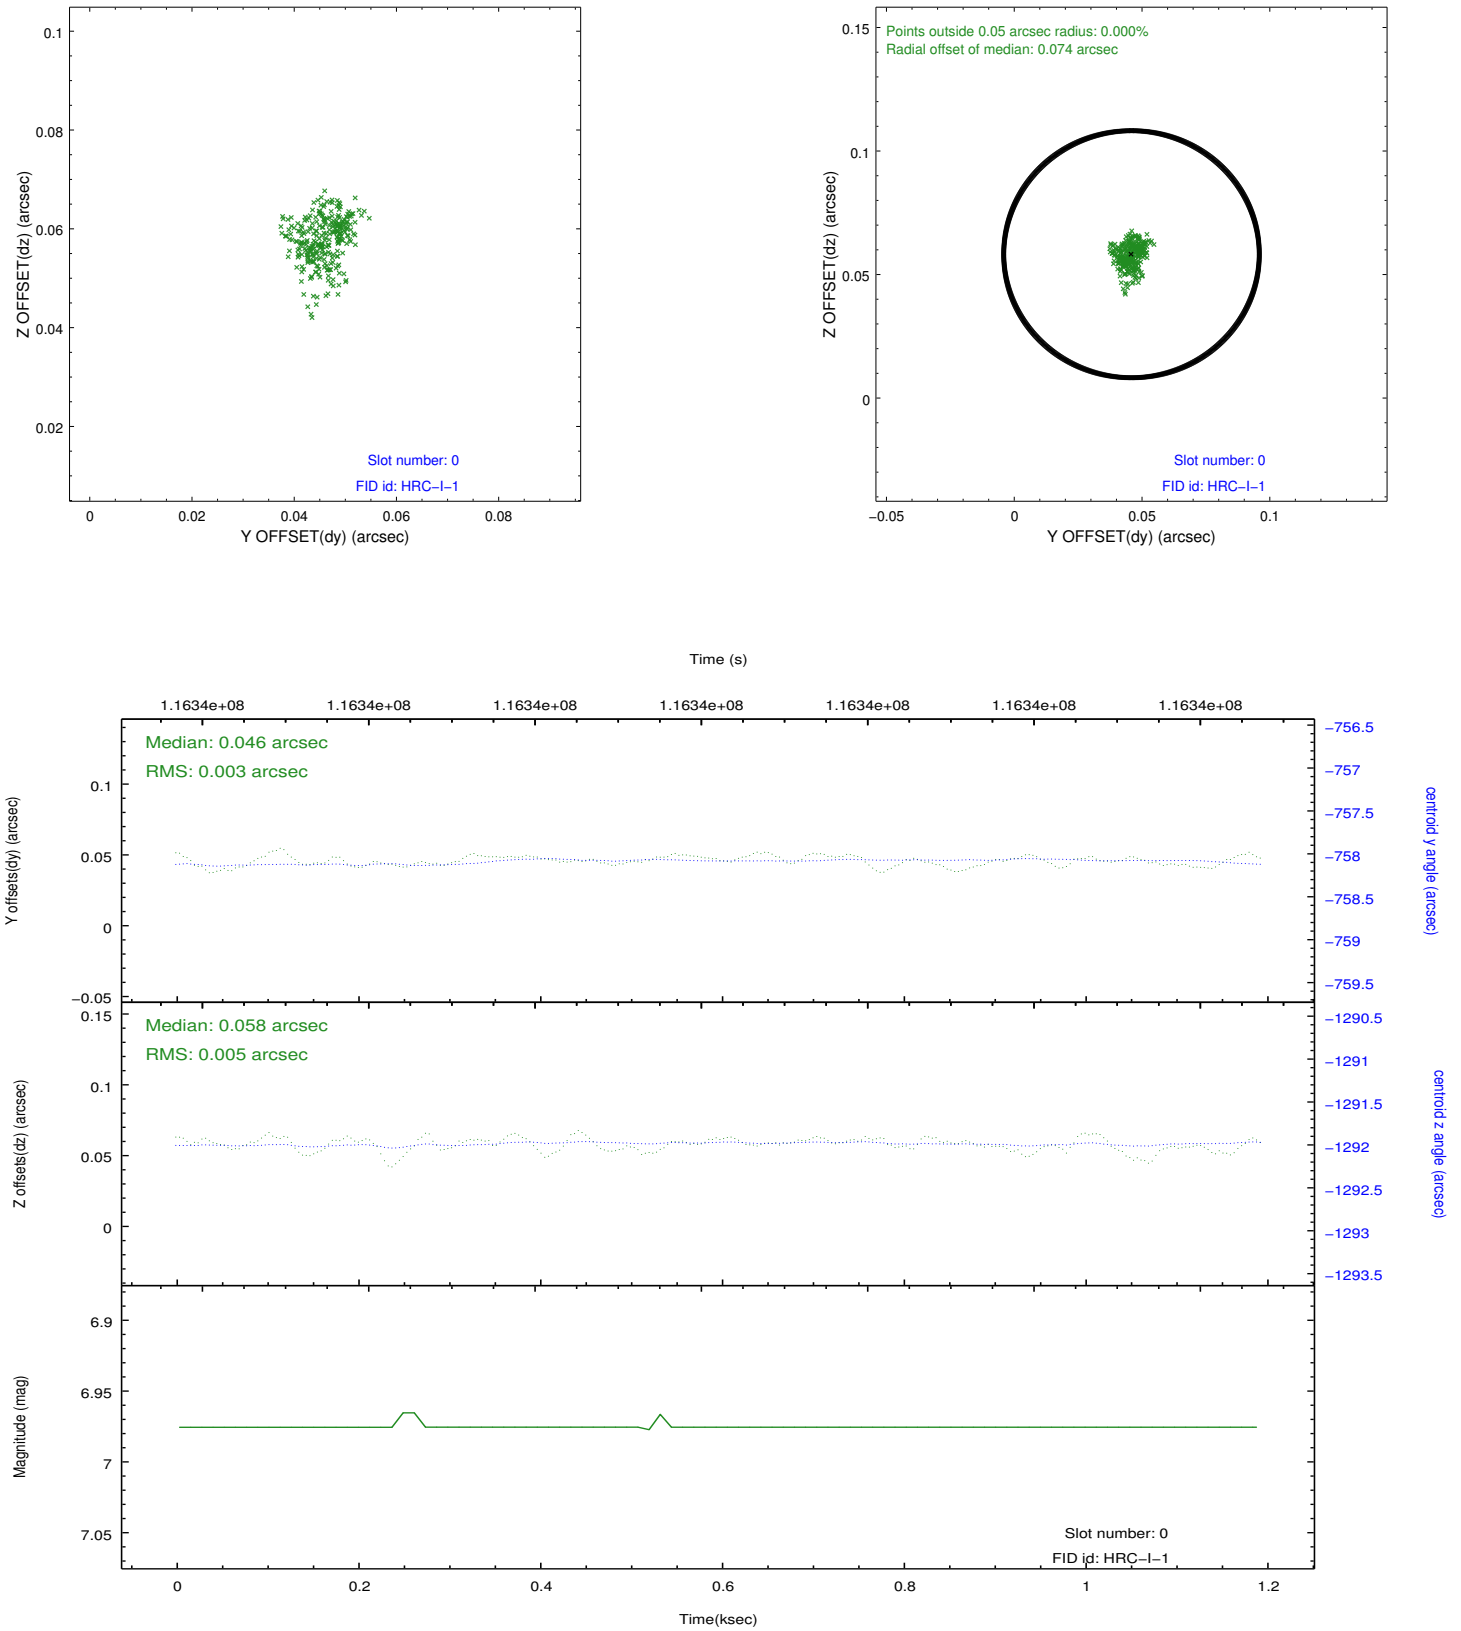 0.1
0.08
0.06
0.04
0.02
Z OFFSET(dz) (arcsec)
Slot number: 0
FID id: HRC−I−1
0 0.02 0.04 0.06 0.08
Y OFFSET(dy) (arcsec)
Points outside 0.05 arcsec radius: 0.000%
Radial offset of median: 0.074 arcsec
0.15
0.1
0.05
0
Z OFFSET(dz) (arcsec)
Slot number: 0
FID id: HRC−I−1
−0.05 0 0.05 0.1
Y OFFSET(dy) (arcsec)
Time (s)
1.1634e+08 1.1634e+08 1.1634e+08 1.1634e+08 1.1634e+08 1.1634e+08 1.1634e+08
Median: 0.046 arcsec
RMS: 0.003 arcsec
0.1
0.05
0
−0.05
Y offsets(dy) (arcsec)
−756.5
−757
−757.5
−758
−758.5
−759
−759.5
centroid y angle (arcsec)
Median: 0.058 arcsec
RMS: 0.005 arcsec
0.15
0.1
0.05
0
Z offsets(dz) (arcsec)
−1290.5
−1291
−1291.5
−1292
−1292.5
−1293
−1293.5
centroid z angle (arcsec)
6.9
6.95
7
7.05
Magnitude (mag)
Slot number: 0
FID id: HRC−I−1
0 0.2 0.4 0.6 0.8 1 1.2
Time(ksec)